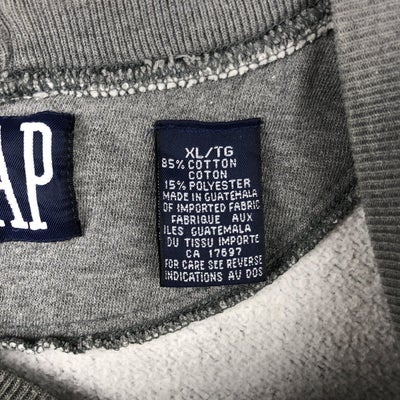 AP
XL/TG
85% COTTON
COTON
15% POLYESTER
MADE IN GUATEMALA
OF IMPORTED FABRIC
FABRIQUE AUX
ILES GUATEMALA
DU TISSU IMPORTE
CA 17697
FOR CARE SEE REVERSE
INDICATIONS AU DOS